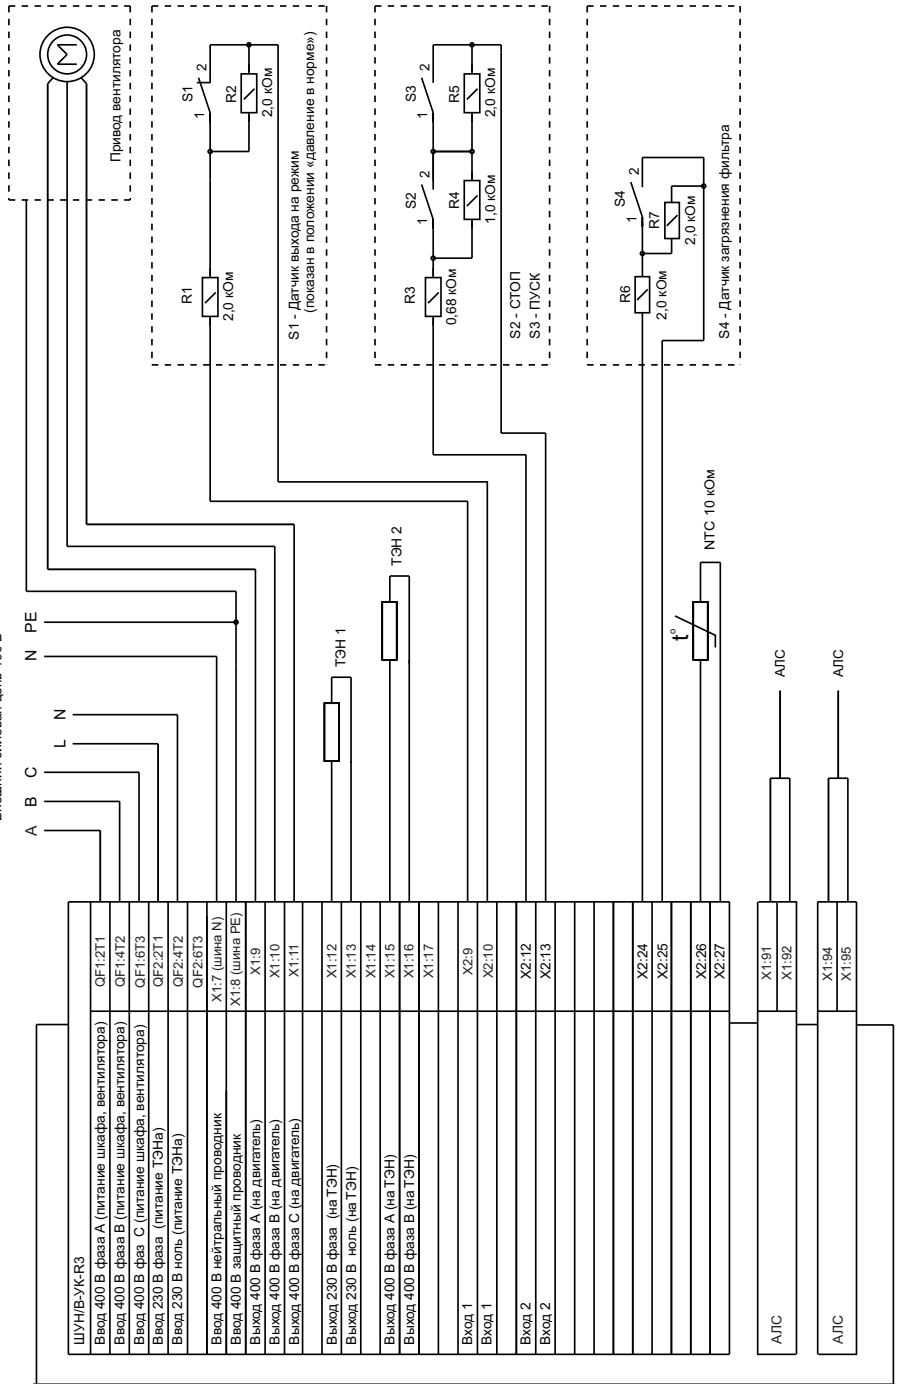 Привод вентилятора
M
S1
1
2
R2
2,0 кОм
R1
2,0 кОм
S1 - Датчик выхода на режим
(показан в положении «давление в норме»)
S3
1
2
R5
2,0 кОм
S2
1
2
R4
1,0 кОм
R3
0,68 кОм
S2 - СТОП
S3 - ПУСК
S4
1
2
R7
2,0 кОм
R6
2,0 кОм
S4 - Датчик загрязнения фильтра
A
B
C
L
N
N
PE
ТЭН 1
ТЭН 2
t°
NTC 10 кОм
АЛС
АЛС
ШУН/В-УК-R3
Ввод 400 В фаза А (питание шкафа, вентилятора) QF1:2T1
Ввод 400 В фаза В (питание шкафа, вентилятора) QF1:4T2
Ввод 400 В фаз С (питание шкафа, вентилятора) QF1:6T3
Ввод 230 В фаза (питание ТЭНа) QF2:2T1
Ввод 230 В ноль (питание ТЭНа) QF2:4T2
QF2:6T3
Ввод 400 В нейтральный проводник X1:7 (шина N)
Ввод 400 В защитный проводник X1:8 (шина PE)
Выход 400 В фаза А (на двигатель) X1:9
Выход 400 В фаза В (на двигатель) X1:10
Выход 400 В фаза С (на двигатель) X1:11
Выход 230 В фаза (на ТЭН) X1:12
Выход 230 В ноль (на ТЭН) X1:13
X1:14
Выход 400 В фаза А (на ТЭН) X1:15
Выход 400 В фаза В (на ТЭН) X1:16
X1:17
Вход 1 X2:9
Вход 1 X2:10
Вход 2 X2:12
Вход 2 X2:13
X2:24
X2:25
X2:26
X2:27
АЛС
X1:91
X1:92
АЛС
X1:94
X1:95